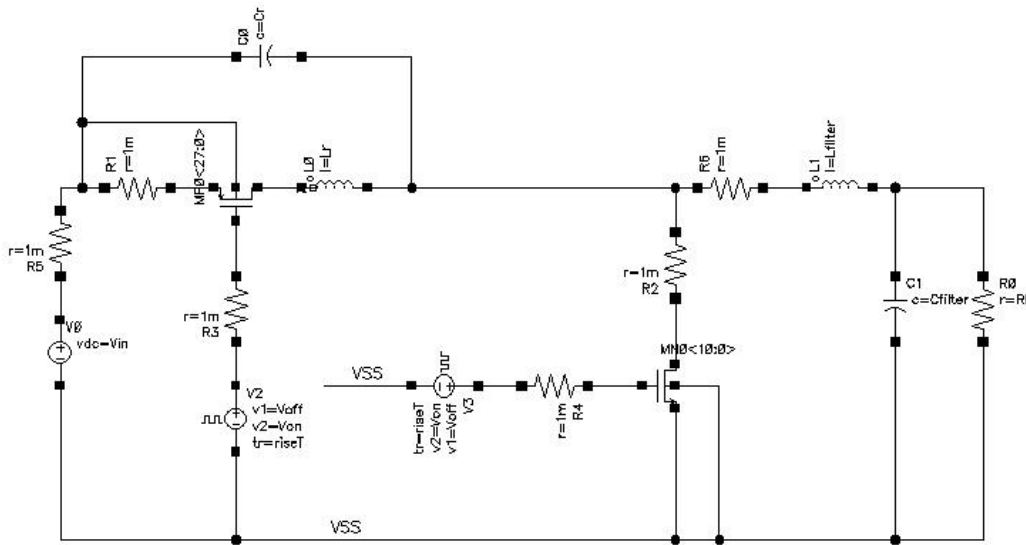 C0
c=Cr
R1
r=1m
MF0<27:0>
L0
l=Lr
R6
r=1m
L1
l=Lfilter
r=1m
R5
r=1m
R3
r=1m
R2
C1
c=Cfilter
R0
V0
vdc=Vin
MN0<10:0>
VSS
V2
v1=Voff
v2=Von
tr=riseT
tr=riseT
v2=Von
v1=Voff
V3
r=1m
R4
VSS